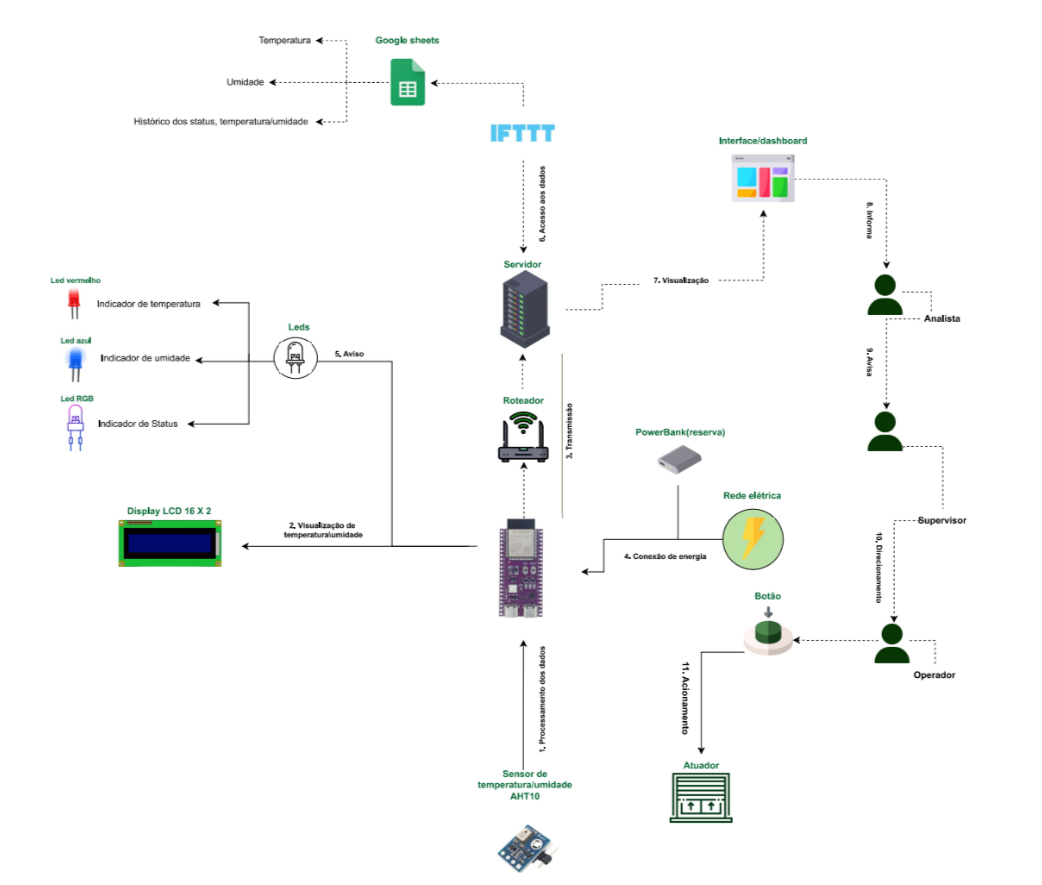 Google sheets
Temperatura
Umidade
Histórico dos status, temperatura/umidade
IFTTT
Interface/dashboard
6. Acesso aos dados
8. Informa
Servidor
7. Visualização
Led vermelho
Indicador de temperatura
Analista
Leds
Led azul
Indicador de umidade
5. Aviso
9. Avisa
Led RGB
Indicador de Status
Roteador
3. Transmissão
PowerBank(reserva)
Rede elétrica
Display LCD 16 X 2
2. Visualização de
temperatura\umidade
Supervisor
4. Conexão de energia
10. Direcionamento
Botão
Operador
11. Acionamento
1. Processamento dos dados
Atuador
Sensor de
temperatura/umidade
AHT10